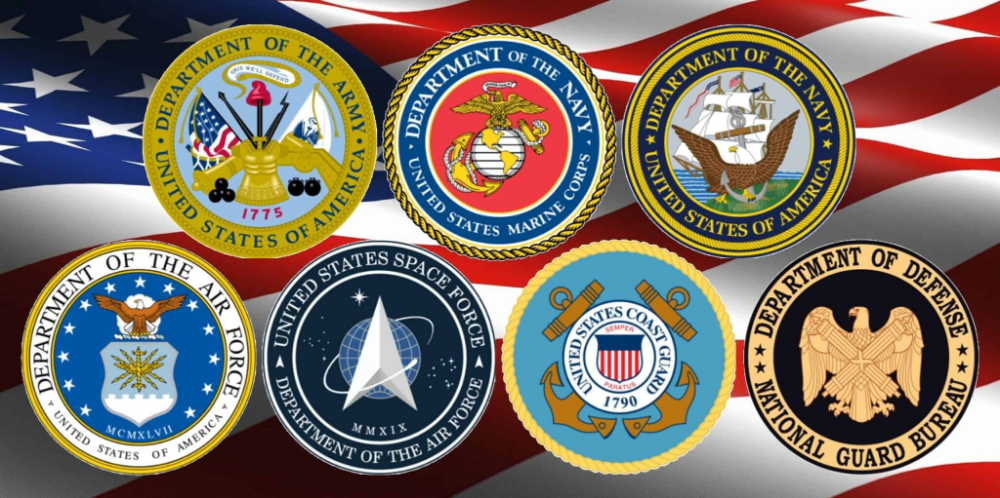 DEPARTMENT OF THE ARMY
THIS WE'LL DEFEND
1775
UNITED STATES OF AMERICA
DEPARTMENT OF THE NAVY
UNITED STATES MARINE CORPS
DEPARTMENT OF THE NAVY
UNITED STATES OF AMERICA
DEPARTMENT OF THE AIR FORCE
MCMXLVII
UNITED STATES OF AMERICA
UNITED STATES SPACE FORCE
MMXIX
DEPARTMENT OF THE AIR FORCE
UNITED STATES COAST GUARD
SEMPER
PARATUS
1790
DEPARTMENT OF DEFENSE
NATIONAL GUARD BUREAU